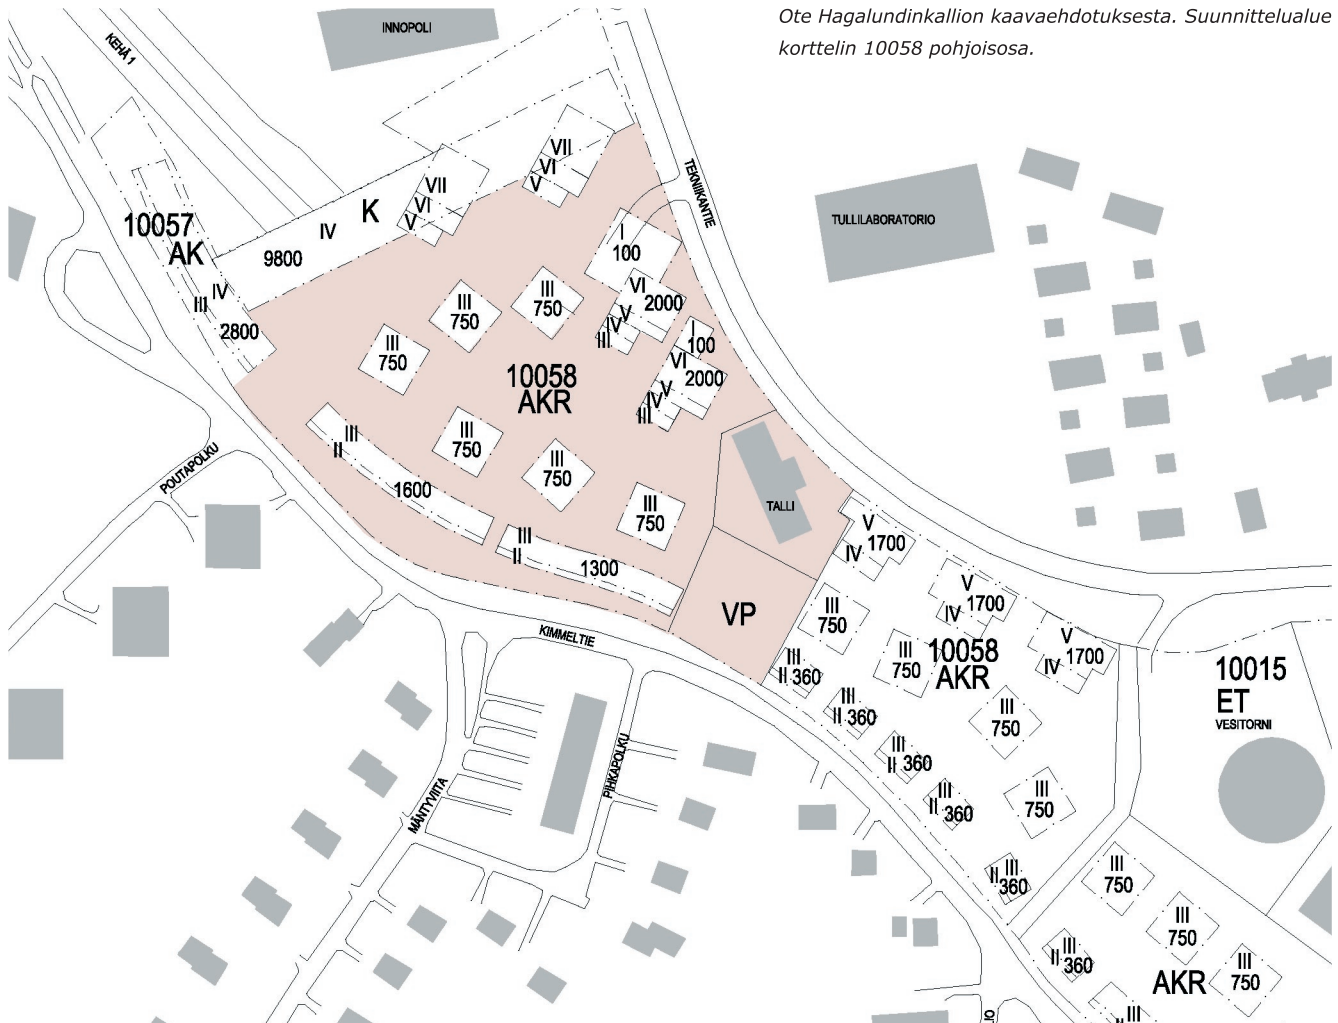 Ote Hagalundinkallion kaavaehdotuksesta. Suunnittelualue
korttelin 10058 pohjoisosa.
INNOPOLI
KEHÄ 1
TEKNIIKANTIE
TULLILABORATORIO
VII
VI
V
VII
VI
V
K
IV
9800
10057
AK
IV
III
2800
I
100
VI
2000
V
IV
III
I
100
VI
2000
V
IV
III
III
750
III
750
III
750
10058
AKR
III
750
III
750
III
750
III
II
1600
III
II
1300
TALLI
VP
POUTAPOLKU
KIMMELTIE
MÄNTYVIITA
PIHKAPOLKU
V
1700
IV
V
1700
IV
V
1700
IV
III
750
III
750
10058
AKR
III
750
III
750
III
II 360
III
II 360
III
II 360
III
II 360
III
II 360
10015
ET
VESITORNI
III
750
III
750
III
750
III
II 360
AKR
III